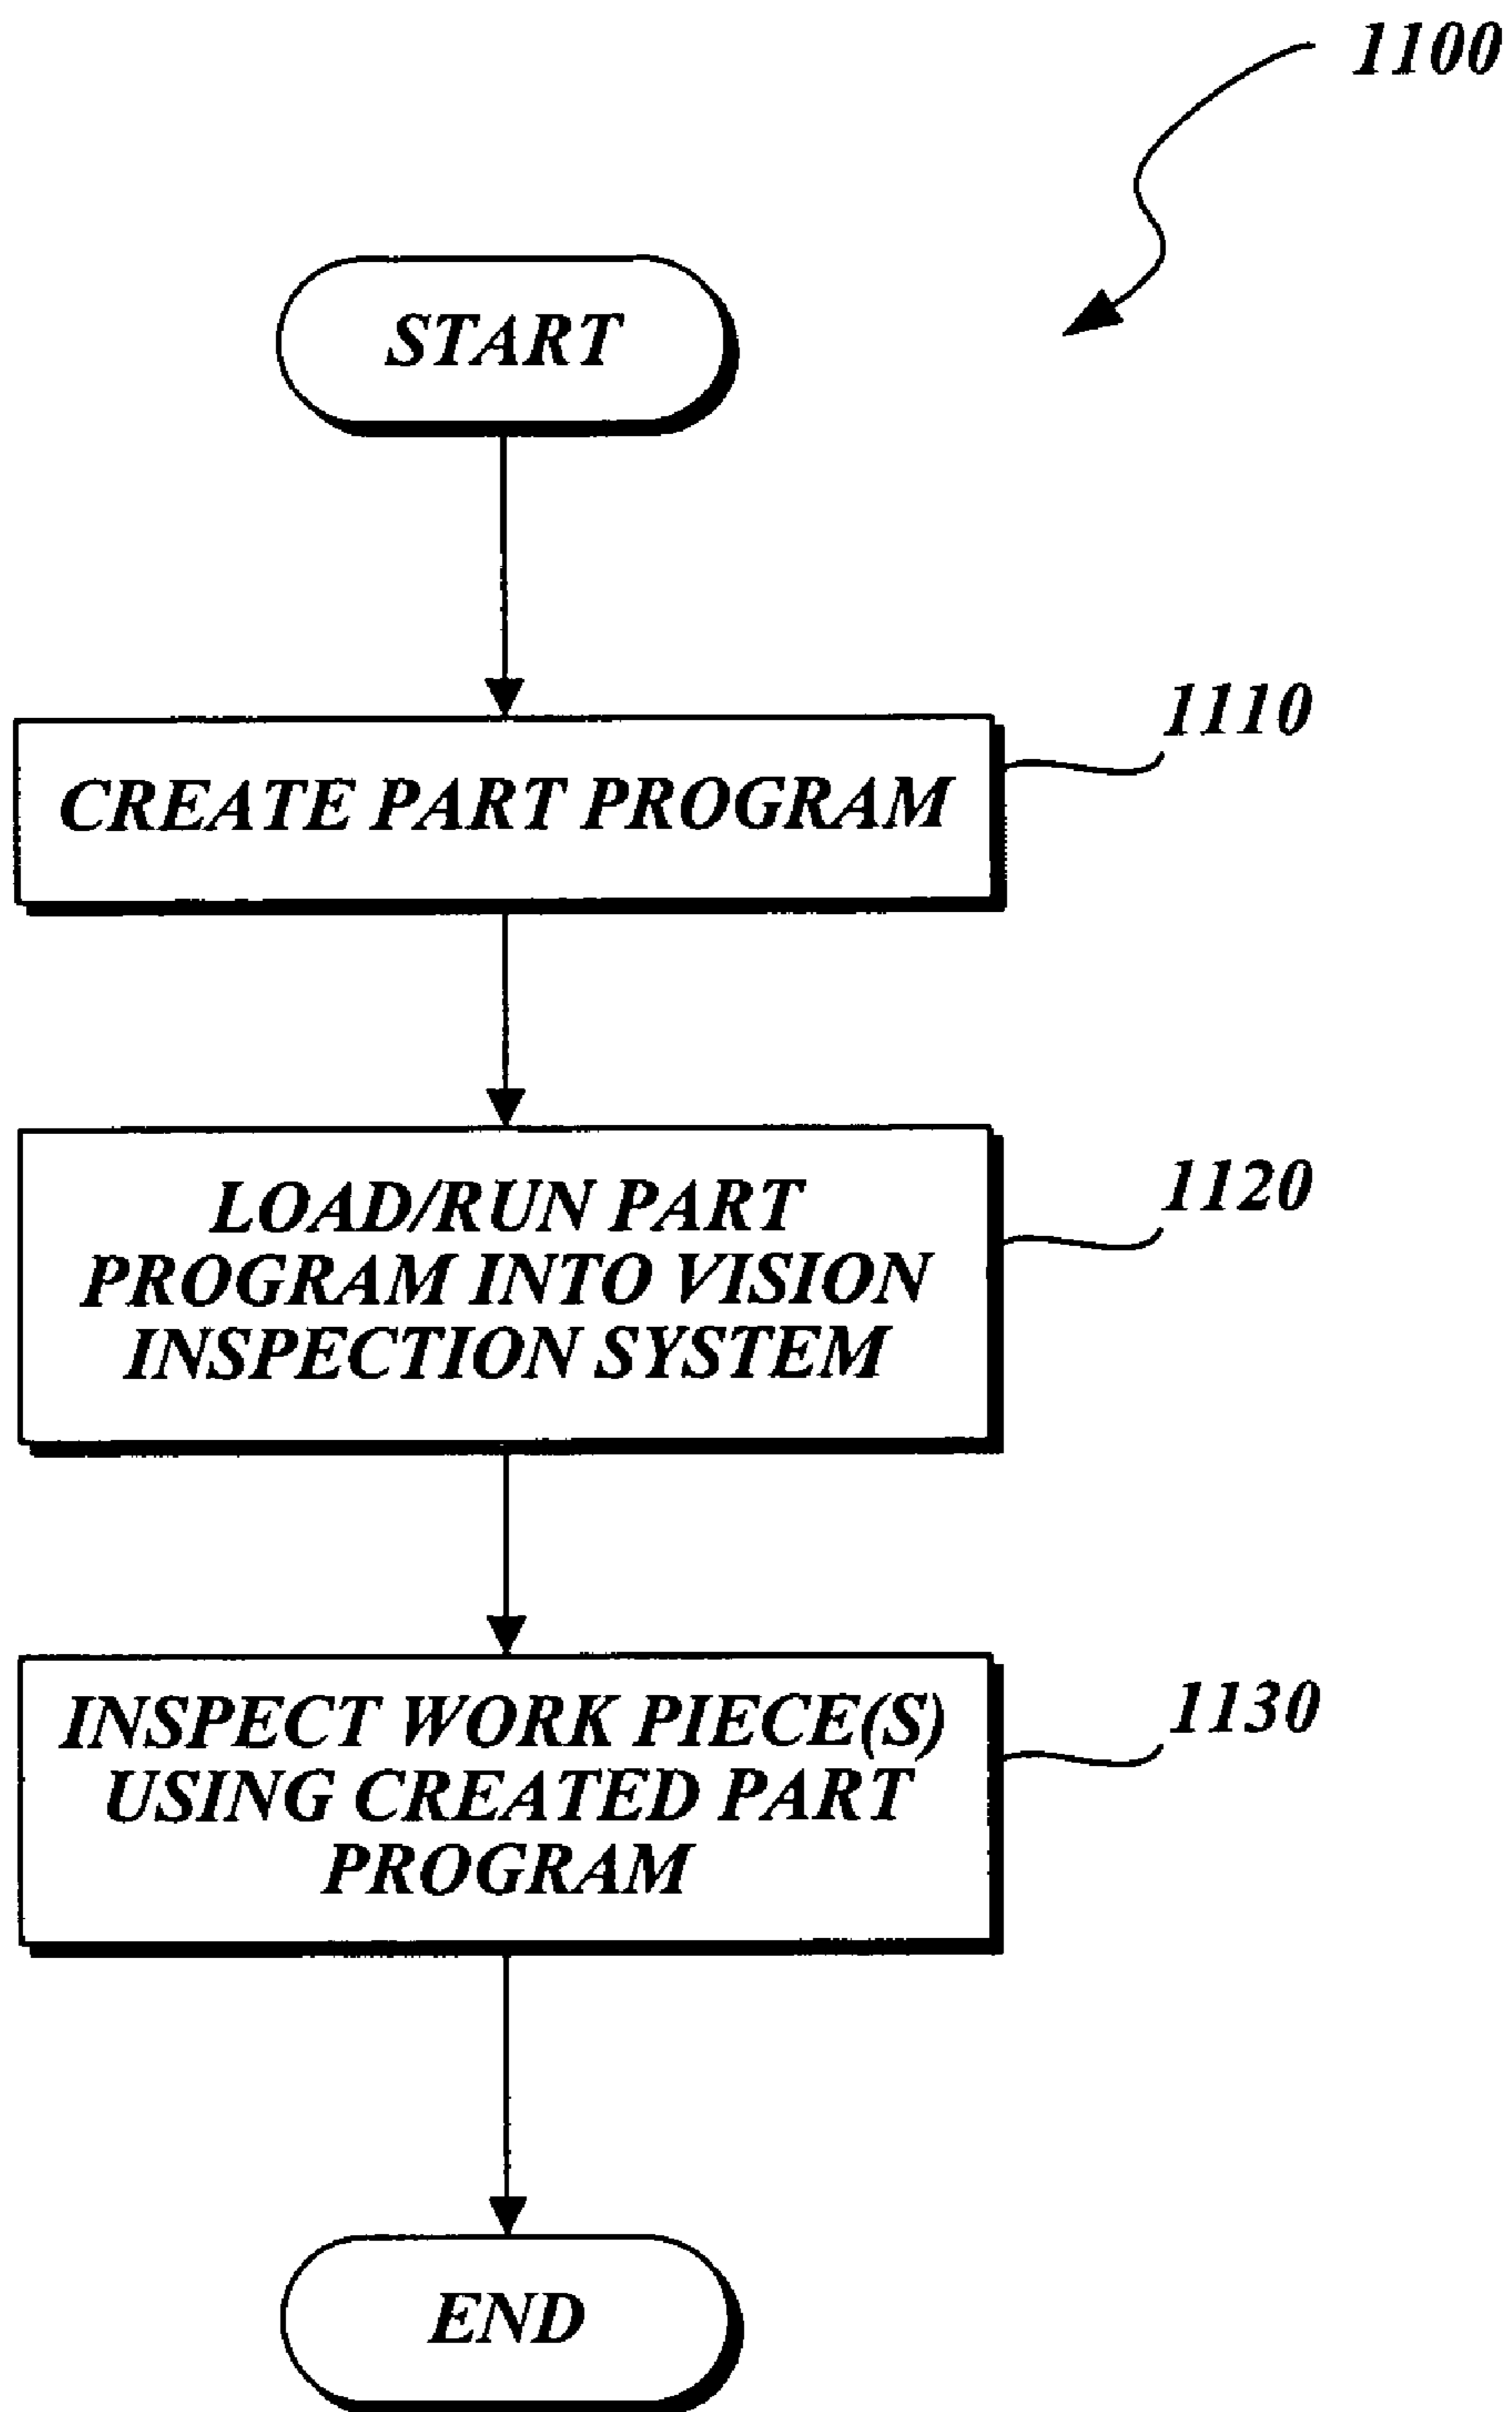 1100
START
1110
CREATE PART PROGRAM
1120
LOAD/RUN PART
PROGRAM INTO VISION
INSPECTION SYSTEM
1130
INSPECT WORK PIECE(S)
USING CREATED PART
PROGRAM
END